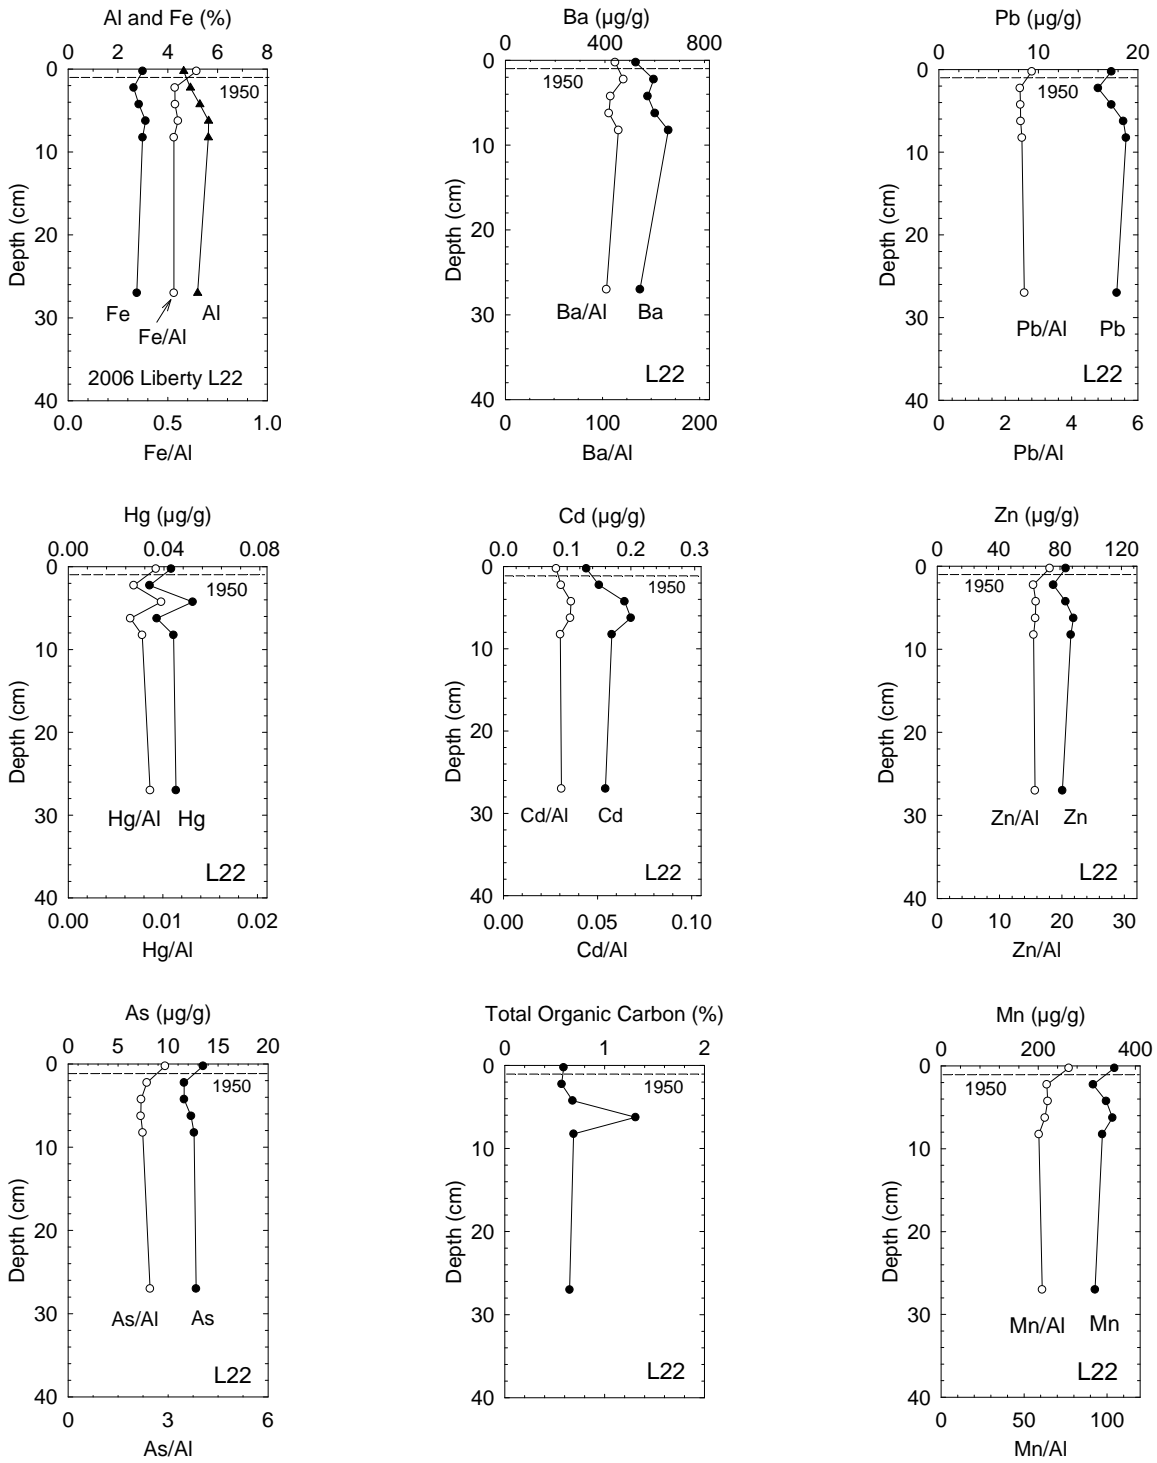 Al and Fe (%)
0 2 4 6 8
0
10
20
30
40
Depth (cm)
1950
Fe
Fe/Al
Al
2006 Liberty L22
0.0 0.5 1.0
Fe/Al
Ba (µg/g)
0 400 800
0
10
20
30
40
Depth (cm)
1950
Ba/Al
Ba
L22
0 100 200
Ba/Al
Pb (µg/g)
0 10 20
0
10
20
30
40
Depth (cm)
1950
Pb/Al
Pb
L22
0 2 4 6
Pb/Al
Hg (µg/g)
0.00 0.04 0.08
0
10
20
30
40
Depth (cm)
1950
Hg/Al
Hg
L22
0.00 0.01 0.02
Hg/Al
Cd (µg/g)
0.0 0.1 0.2 0.3
0
10
20
30
40
Depth (cm)
1950
Cd/Al
Cd
L22
0.00 0.05 0.10
Cd/Al
Zn (µg/g)
0 40 80 120
0
10
20
30
40
Depth (cm)
1950
Zn/Al
Zn
L22
0 10 20 30
Zn/Al
As (µg/g)
0 5 10 15 20
0
10
20
30
40
Depth (cm)
1950
As/Al
As
L22
0 3 6
As/Al
Total Organic Carbon (%)
0 1 2
0
10
20
30
40
Depth (cm)
1950
L22
Mn (µg/g)
0 200 400
0
10
20
30
40
Depth (cm)
1950
Mn/Al
Mn
L22
0 50 100
Mn/Al